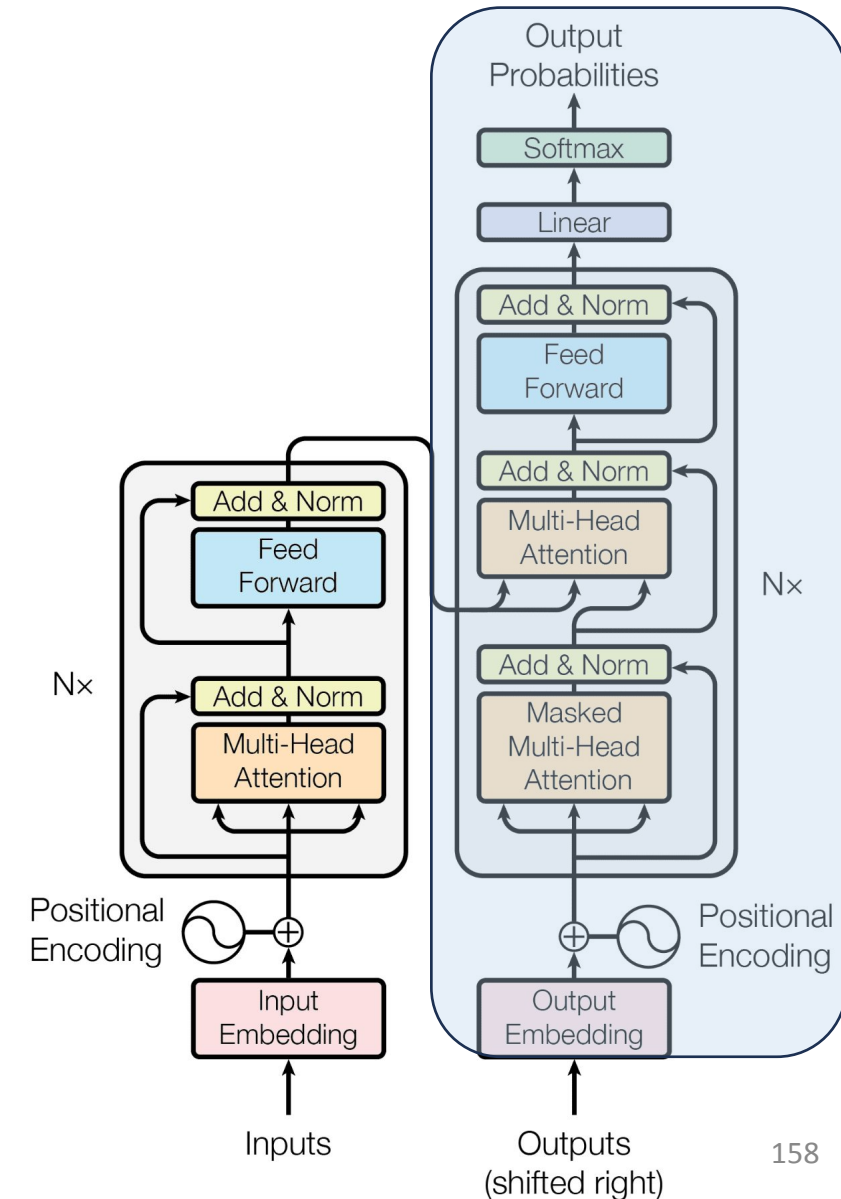 Output
Probabilities
Softmax
Linear
Add & Norm
Feed
Forward
Add & Norm
Multi-Head
Attention
Add & Norm
Masked
Multi-Head
Attention
N×
Positional
Encoding
Output
Embedding
Outputs
(shifted right)
Add & Norm
Feed
Forward
Add & Norm
Multi-Head
Attention
N×
Positional
Encoding
Input
Embedding
Inputs
158